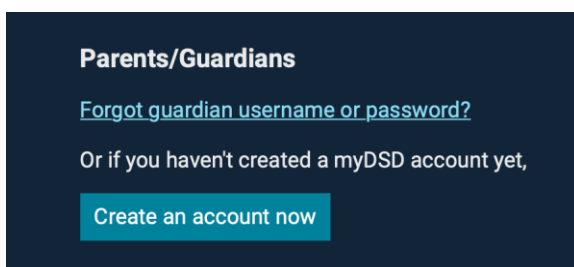 Parents/Guardians
Forgot guardian username or password?
Or if you haven't created a myDSD account yet,
Create an account now